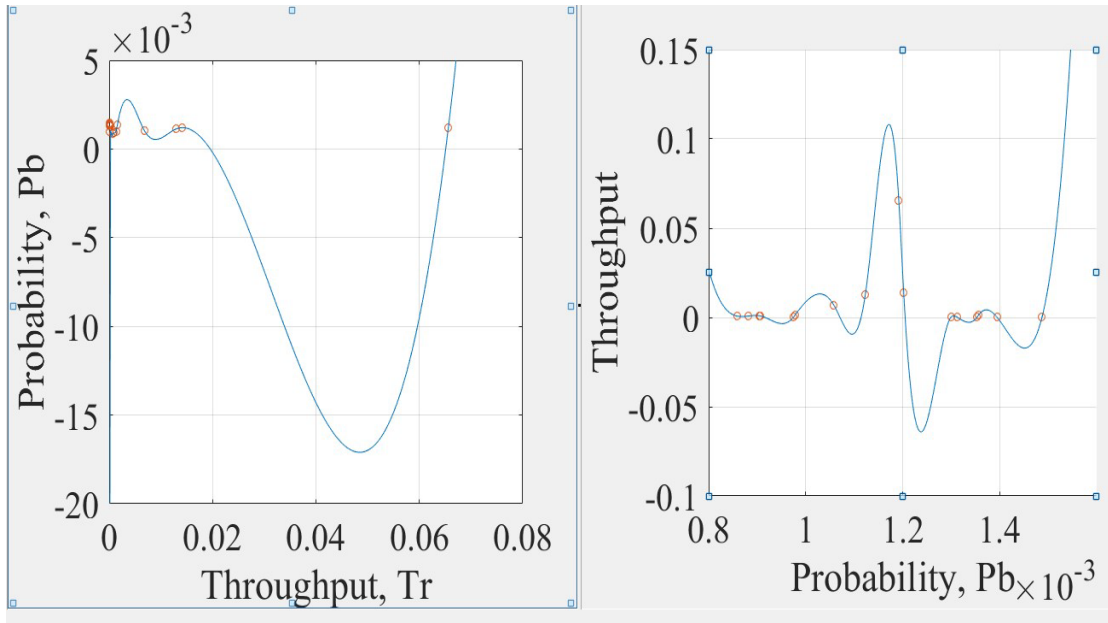 ×10⁻³
5
0
-5
-10
-15
-20
Probability, Pb
0 0.02 0.04 0.06 0.08
Throughput, Tr
0.15
0.1
0.05
0
-0.05
-0.1
Throughput
0.8 1 1.2 1.4
Probability, Pb ×10⁻³